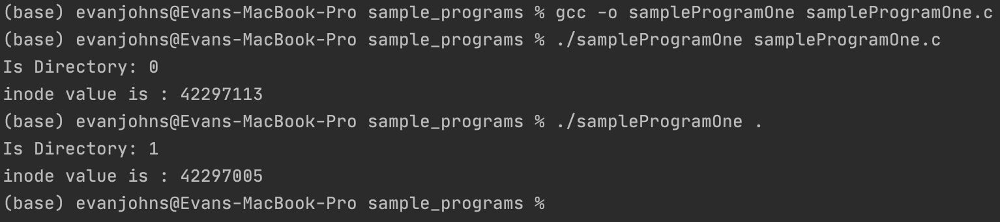 (base) evanjohns@Evans-MacBook-Pro sample_programs % gcc -o sampleProgramOne sampleProgramOne.c
(base) evanjohns@Evans-MacBook-Pro sample_programs % ./sampleProgramOne sampleProgramOne.c
Is Directory: 0
inode value is : 42297113
(base) evanjohns@Evans-MacBook-Pro sample_programs % ./sampleProgramOne .
Is Directory: 1
inode value is : 42297005
(base) evanjohns@Evans-MacBook-Pro sample_programs %